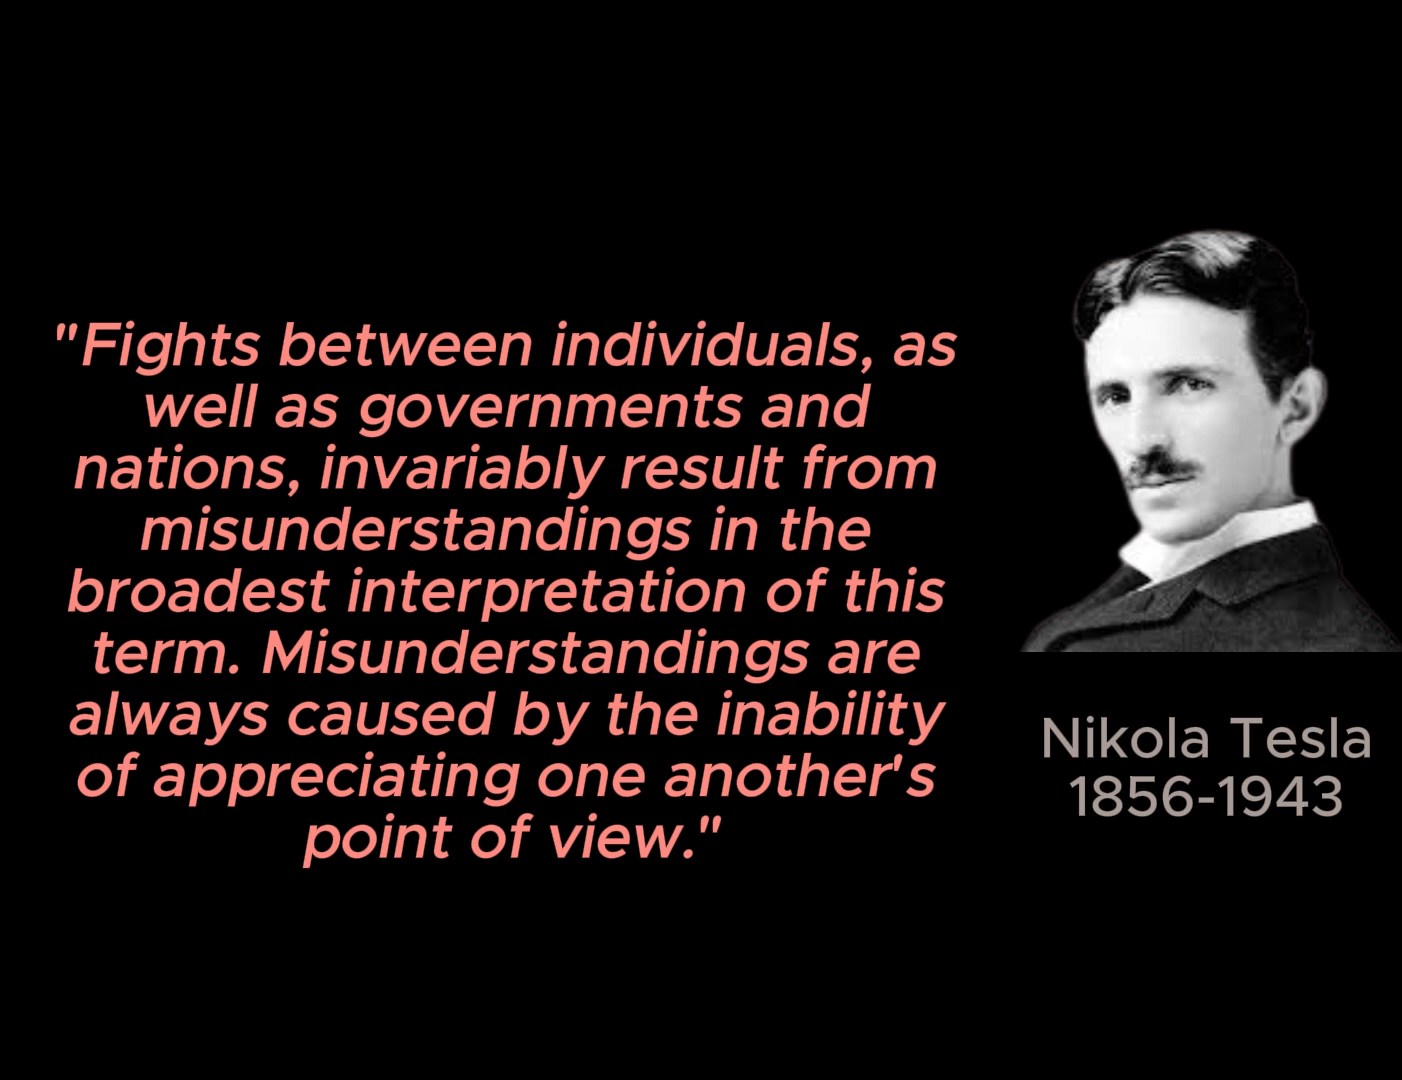 "Fights between individuals, as
well as governments and
nations, invariably result from
misunderstandings in the
broadest interpretation of this
term. Misunderstandings are
always caused by the inability
of appreciating one another's
point of view."
Nikola Tesla
1856-1943